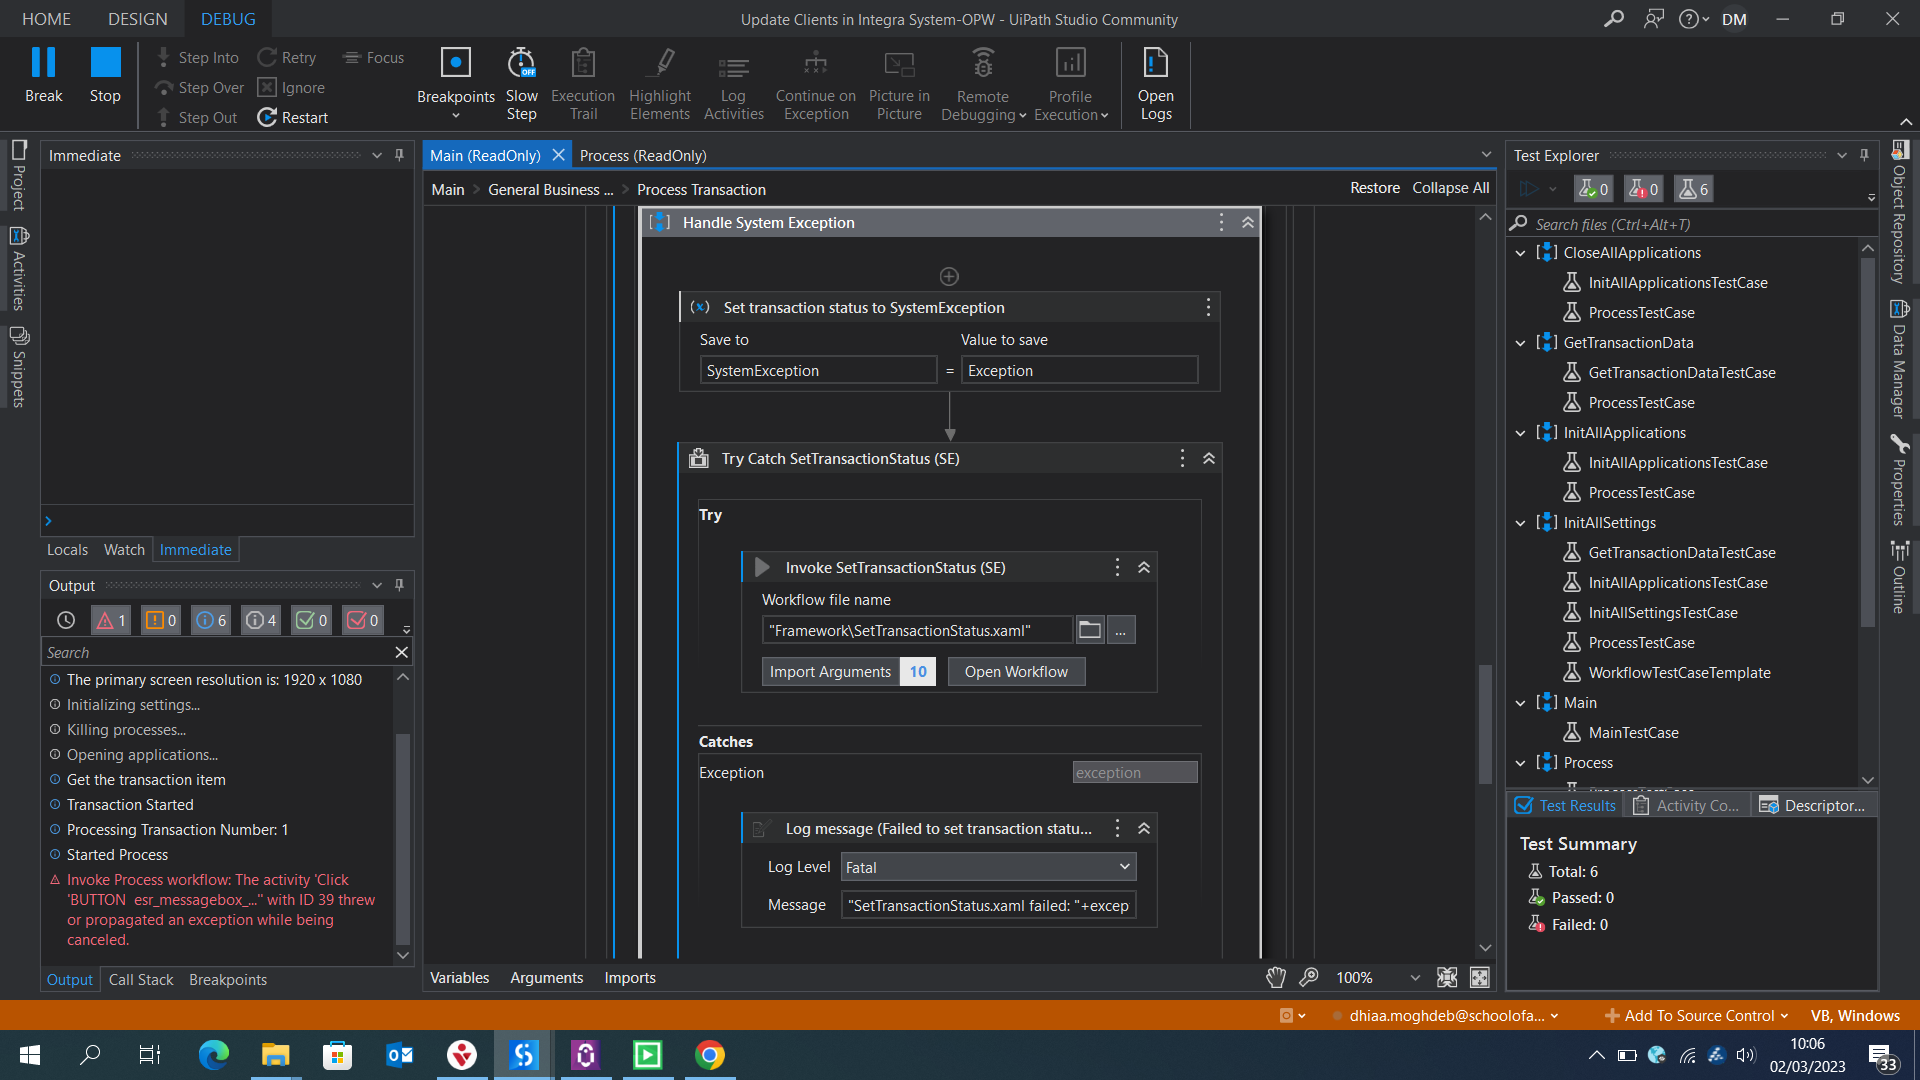 HOME DESIGN DEBUG
Update Clients in Integra System-OPW - UiPath Studio Community
DM
Break
Stop
Step Into
Step Over
Step Out
Retry
Ignore
Restart
Focus
Breakpoints
Slow Step
OFF
Execution Trail
Highlight Elements
Log Activities
Continue on Exception
Picture in Picture
Remote Debugging
Profile Execution
Open Logs
Project
Activities
Snippets
Immediate
Locals Watch Immediate
Output
1 0 6 4 0 0
Search
The primary screen resolution is: 1920 x 1080
Initializing settings...
Killing processes...
Opening applications...
Get the transaction item
Transaction Started
Processing Transaction Number: 1
Started Process
Invoke Process workflow: The activity 'Click
'BUTTON esr_messagebox_..." with ID 39 threw
or propagated an exception while being
canceled.
Output Call Stack Breakpoints
Main (ReadOnly) Process (ReadOnly)
Main > General Business ... > Process Transaction
Restore Collapse All
Handle System Exception
Set transaction status to SystemException
Save to Value to save
SystemException = Exception
Try Catch SetTransactionStatus (SE)
Try
Invoke SetTransactionStatus (SE)
Workflow file name
"Framework\SetTransactionStatus.xaml"
...
Import Arguments 10 Open Workflow
Catches
Exception exception
Log message (Failed to set transaction statu...
Log Level Fatal
Message "SetTransactionStatus.xaml failed: "+excep
Variables Arguments Imports
100%
Test Explorer
0 0 6
Search files (Ctrl+Alt+T)
CloseAllApplications
InitAllApplicationsTestCase
ProcessTestCase
GetTransactionData
GetTransactionDataTestCase
ProcessTestCase
InitAllApplications
InitAllApplicationsTestCase
ProcessTestCase
InitAllSettings
GetTransactionDataTestCase
InitAllApplicationsTestCase
InitAllSettingsTestCase
ProcessTestCase
WorkflowTestCaseTemplate
Main
MainTestCase
Process
Test Results Activity Co... Descriptor...
Test Summary
Total: 6
Passed: 0
Failed: 0
Object Repository
Data Manager
Properties
Outline
dhiaa.moghdeb@schoolofa...
Add To Source Control
VB, Windows
10:06
02/03/2023
33